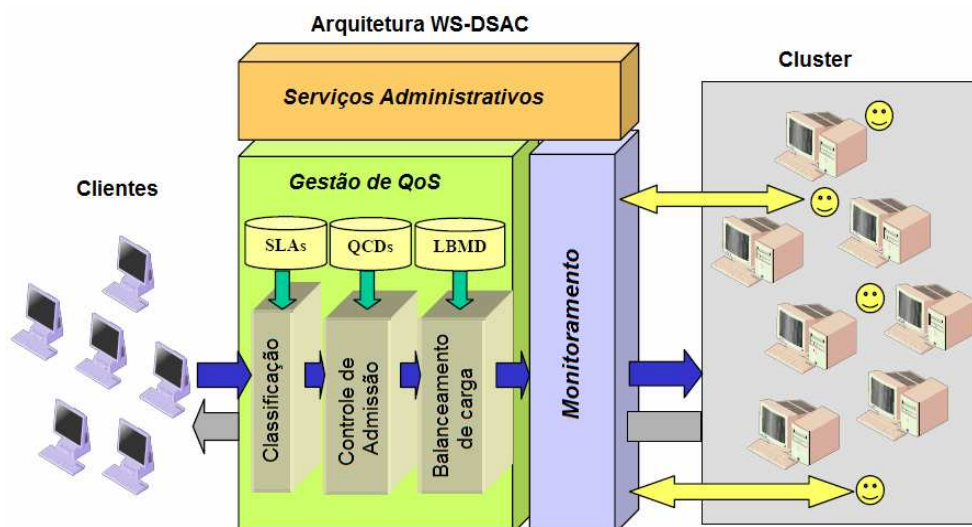 Arquitetura WS-DSAC
Serviços Administrativos
Cluster
Clientes
Gestão de QoS
SLAs
QCDs
LBMD
Classificação
Controle de
Admissão
Balanceamento
de carga
Monitoramento